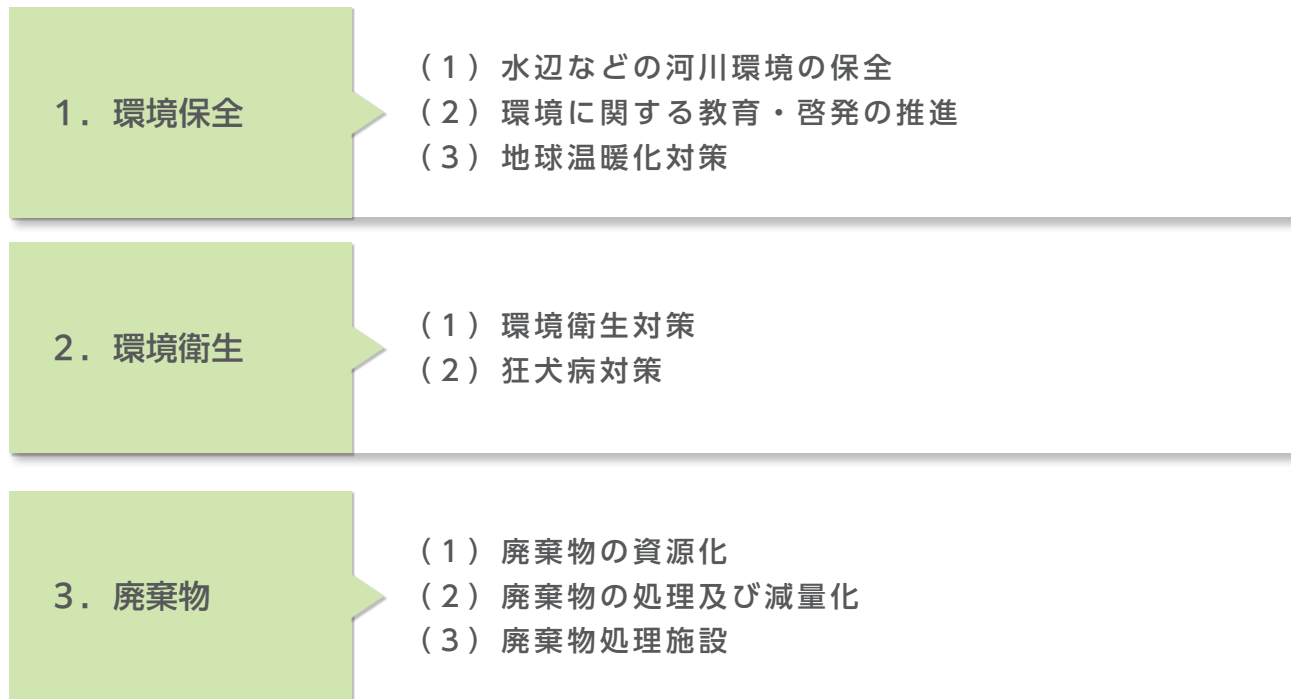 1．環境保全
（1）水辺などの河川環境の保全
（2）環境に関する教育・啓発の推進
（3）地球温暖化対策
2．環境衛生
（1）環境衛生対策
（2）狂犬病対策
3．廃棄物
（1）廃棄物の資源化
（2）廃棄物の処理及び減量化
（3）廃棄物処理施設